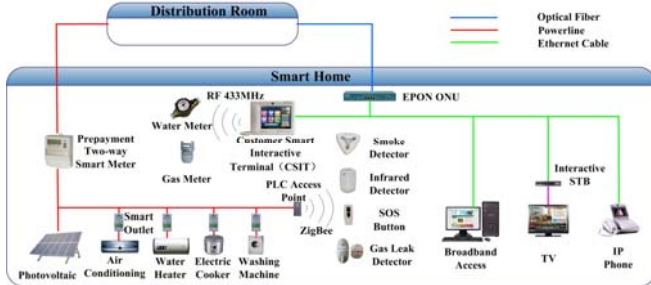 Distribution Room
Optical Fiber
Powerline
Ethernet Cable
Smart Home
RF 433MHz
EPON ONU
Water Meter
Prepayment
Two-way
Smart Meter
Gas Meter
Customer Smart
Interactive
Terminal（CSIT）
PLC Access
Point
Smoke
Detector
Infrared
Detector
Interactive
STB
Smart
Outlet
ZigBee
SOS
Button
Gas Leak
Detector
Photovoltaic
Air
Conditioning
Water
Heater
Electric
Cooker
Washing
Machine
Broadband
Access
TV
IP
Phone